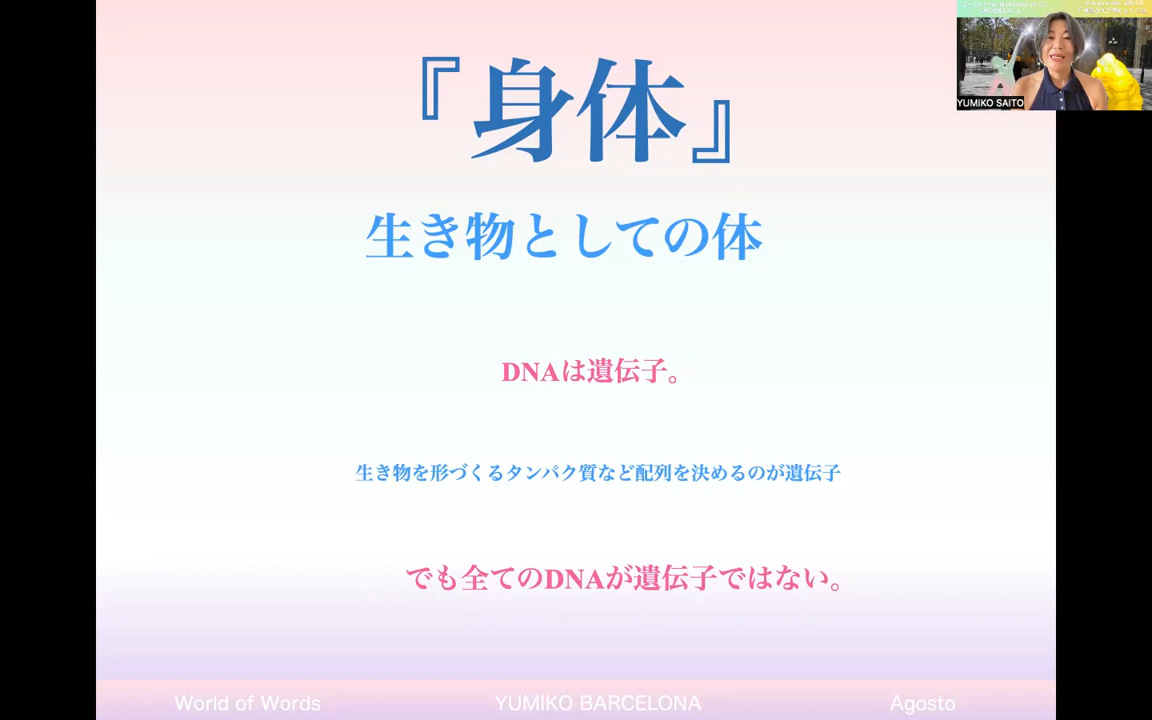 『身体』
YUMIKO SAITO
生き物としての体
DNAは遺伝子。
生き物を形づくるタンパク質など配列を決めるのが遺伝子
でも全てのDNAが遺伝子ではない。
World of Words
YUMIKO BARCELONA
Agosto